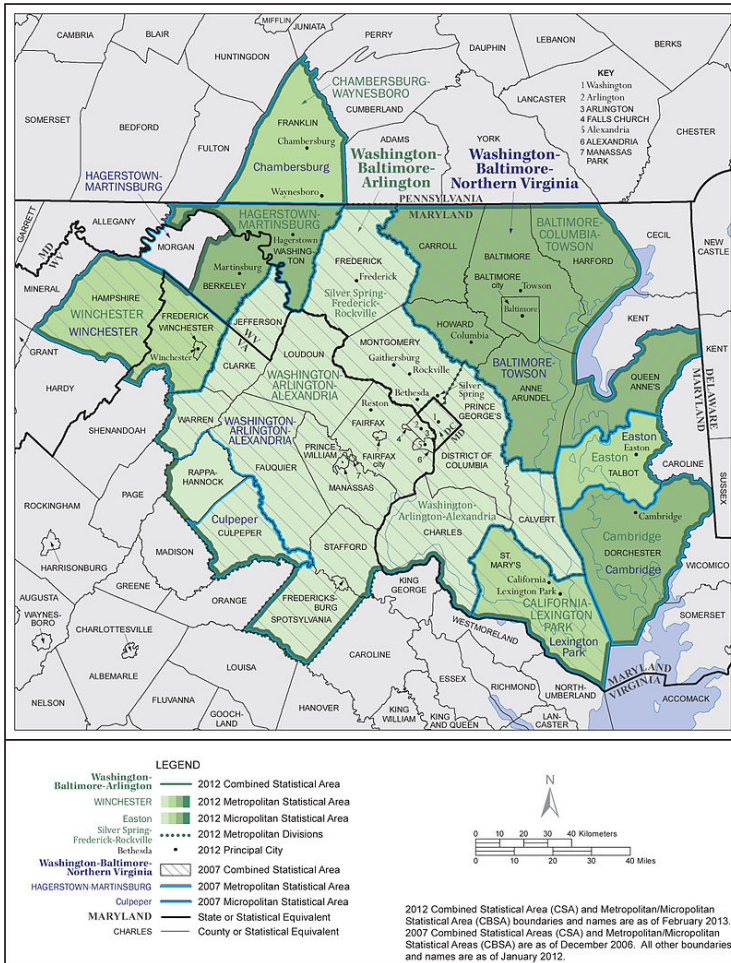 MIFFLIN
JUNIATA
PERRY
CAMBRIA
BLAIR
HUNTINGDON
DAUPHIN
LEBANON
BERKS
CHAMBERSBURG-
WAYNESBORO
CUMBERLAND
KEY
1 Washington
2 Arlington
3 ARLINGTON
4 FALLS CHURCH
5 Alexandria
6 ALEXANDRIA
7 MANASSAS
PARK
LANCASTER
CHESTER
SOMERSET
BEDFORD
FULTON
FRANKLIN
Chambersburg
Chambersburg
Waynesboro
ADAMS
YORK
HAGERSTOWN-
MARTINSBURG
Washington-
Baltimore-
Arlington
Washington-
Baltimore-
Northern Virginia
PENNSYLVANIA
MARYLAND
GARRETT
ALLEGANY
MD
WV
MORGAN
HAGERSTOWN-
MARTINSBURG
Hagerstown
WASHING-
TON
Martinsburg
BERKELEY
FREDERICK
Frederick
Silver Spring-
Frederick-
Rockville
CARROLL
BALTIMORE
BALTIMORE
city
Towson
Baltimore
BALTIMORE-
COLUMBIA-
TOWSON
HARFORD
CECIL
NEW
CASTLE
MINERAL
HAMPSHIRE
WINCHESTER
WINCHESTER
FREDERICK
WINCHESTER
Winchester
JEFFERSON
WV
VA
CLARKE
LOUDOUN
MONTGOMERY
Gaithersburg
Rockville
Bethesda
Silver
Spring
HOWARD
Columbia
BALTIMORE-
TOWSON
ANNE
ARUNDEL
KENT
KENT
QUEEN
ANNE'S
DELAWARE
MARYLAND
GRANT
HARDY
SHENANDOAH
WARREN
WASHINGTON-
ARLINGTON-
ALEXANDRIA
WASHINGTON-
ARLINGTON-
ALEXANDRIA
Reston
FAIRFAX
FAIRFAX
city
PRINCE
WILLIAM
MANASSAS
1
2
3
4
5
6
7
DC
MD
PRINCE
GEORGE'S
DISTRICT OF
COLUMBIA
Easton
Easton
Easton
TALBOT
CAROLINE
SUSSEX
RAPPA-
HANNOCK
FAUQUIER
Culpeper
CULPEPER
STAFFORD
Washington-
Arlington-Alexandria
CHARLES
CALVERT
Cambridge
Cambridge
DORCHESTER
Cambridge
WICOMICO
ROCKINGHAM
PAGE
HARRISONBURG
MADISON
GREENE
ORANGE
FREDERICKS-
BURG
SPOTSYLVANIA
KING
GEORGE
ST.
MARY'S
California
Lexington Park
CALIFORNIA-
LEXINGTON
PARK
Lexington
Park
SOMERSET
AUGUSTA
WAYNES-
BORO
CHARLOTTESVILLE
ALBEMARLE
LOUISA
CAROLINE
WESTMORELAND
MARYLAND
VIRGINIA
ACCOMACK
NELSON
FLUVANNA
GOOCH-
LAND
HANOVER
KING
WILLIAM
ESSEX
KING
AND QUEEN
RICHMOND
NORTH-
UMBERLAND
LAN-
CASTER
LEGEND
Washington-
Baltimore-Arlington
2012 Combined Statistical Area
WINCHESTER
2012 Metropolitan Statistical Area
Easton
2012 Micropolitan Statistical Area
Silver Spring-
Frederick-Rockville
2012 Metropolitan Divisions
Bethesda
2012 Principal City
Washington-Baltimore-
Northern Virginia
2007 Combined Statistical Area
HAGERSTOWN-MARTINSBURG
2007 Metropolitan Statistical Area
Culpeper
2007 Micropolitan Statistical Area
MARYLAND
State or Statistical Equivalent
CHARLES
County or Statistical Equivalent
N
0 10 20 30 40 Kilometers
0 10 20 30 40 Miles
2012 Combined Statistical Area (CSA) and Metropolitan/Micropolitan
Statistical Area (CBSA) boundaries and names are as of February 2013.
2007 Combined Statistical Areas (CSA) and Metropolitan/Micropolitan
Statistical Areas (CBSA) are as of December 2006. All other boundaries
and names are as of January 2012.